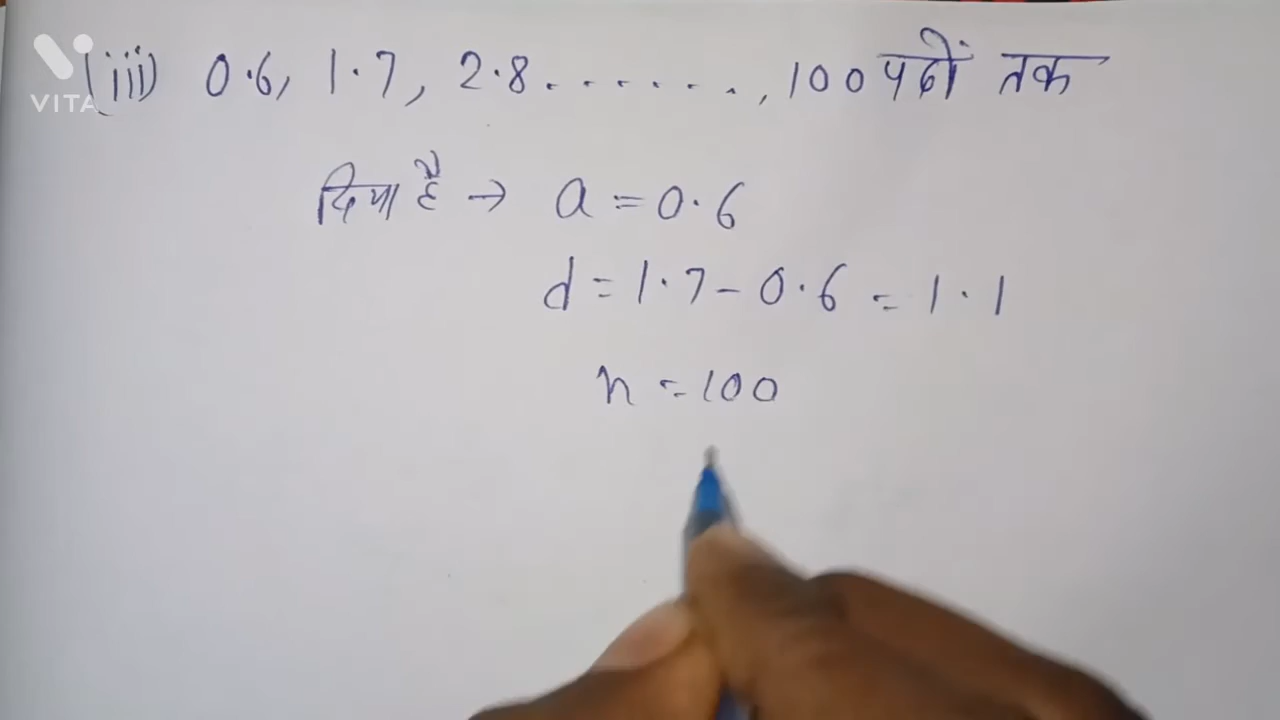 VITA
(iii) 0.6, 1.7, 2.8........, 100 पदों तक
दिया है → a = 0.6
d = 1.7 - 0.6 = 1.1
n = 100